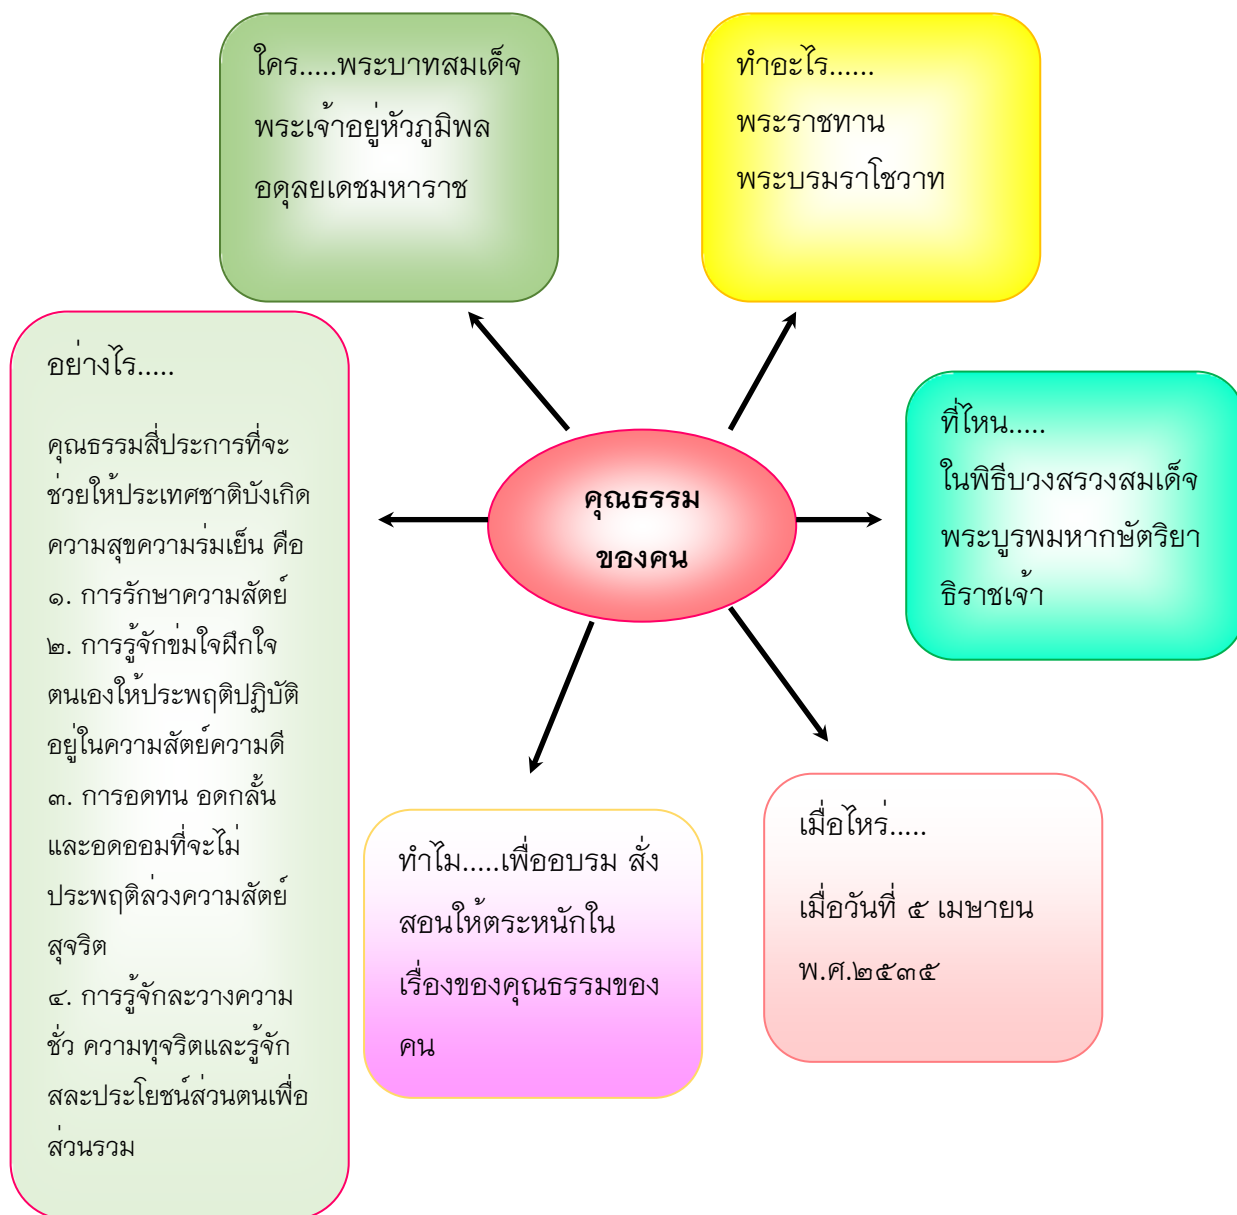 ใคร.....พระบาทสมเด็จ
พระเจ้าอยู่หัวภูมิพล
อดุลยเดชมหาราช
ทำอะไร......
พระราชทาน
พระบรมราโชวาท
อย่างไร.....
คุณธรรมสี่ประการที่จะ
ช่วยให้ประเทศชาติบังเกิด
ความสุขความร่มเย็น คือ
๑. การรักษาความสัตย์
๒. การรู้จักข่มใจฝึกใจ
ตนเองให้ประพฤติปฏิบัติ
อยู่ในความสัตย์ความดี
๓. การอดทน อดกลั้น
และอดออมที่จะไม่
ประพฤติล่วงความสัตย์
สุจริต
๔. การรู้จักละวางความ
ชั่ว ความทุจริตและรู้จัก
สละประโยชน์ส่วนตนเพื่อ
ส่วนรวม
คุณธรรม
ของคน
ที่ไหน.....
ในพิธีบวงสรวงสมเด็จ
พระบูรพมหากษัตริยา
ธิราชเจ้า
ทำไม.....เพื่ออบรม สั่ง
สอนให้ตระหนักใน
เรื่องของคุณธรรมของ
คน
เมื่อไหร่.....
เมื่อวันที่ ๕ เมษายน
พ.ศ.๒๕๓๕